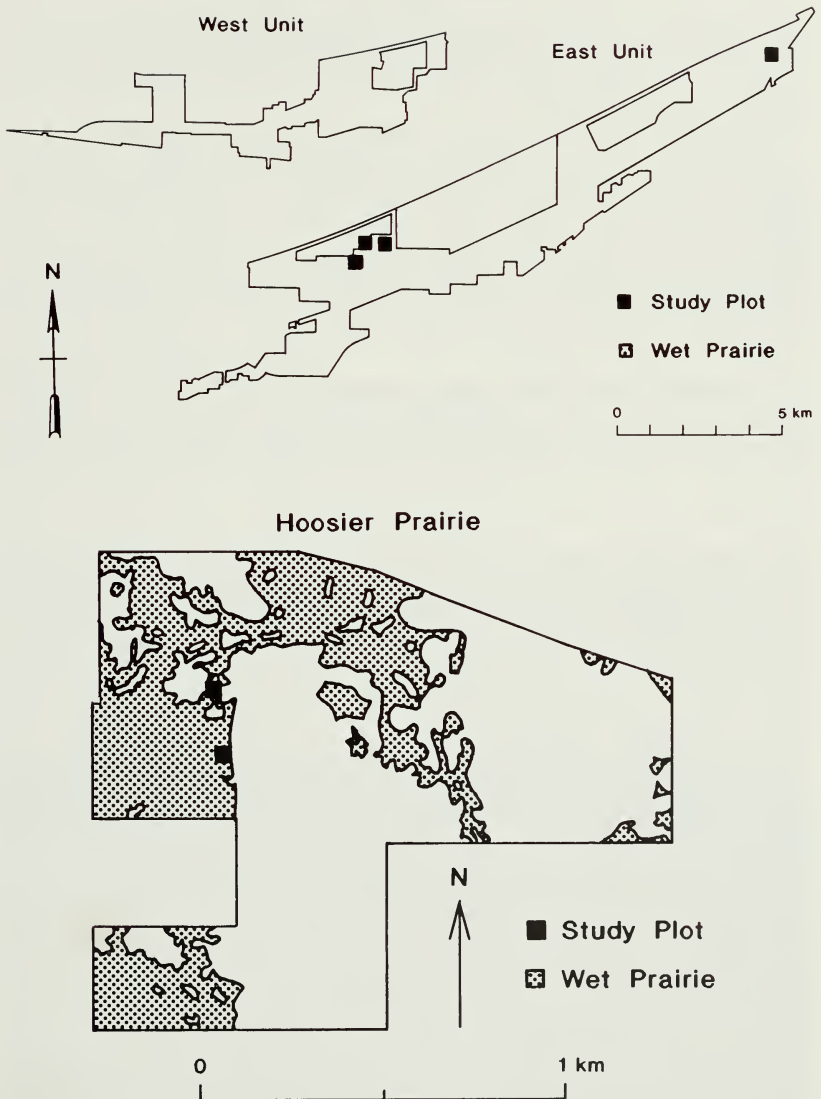 West Unit
East Unit
N
Study Plot
Wet Prairie
0 5 km
Hoosier Prairie
N
Study Plot
Wet Prairie
0 1 km